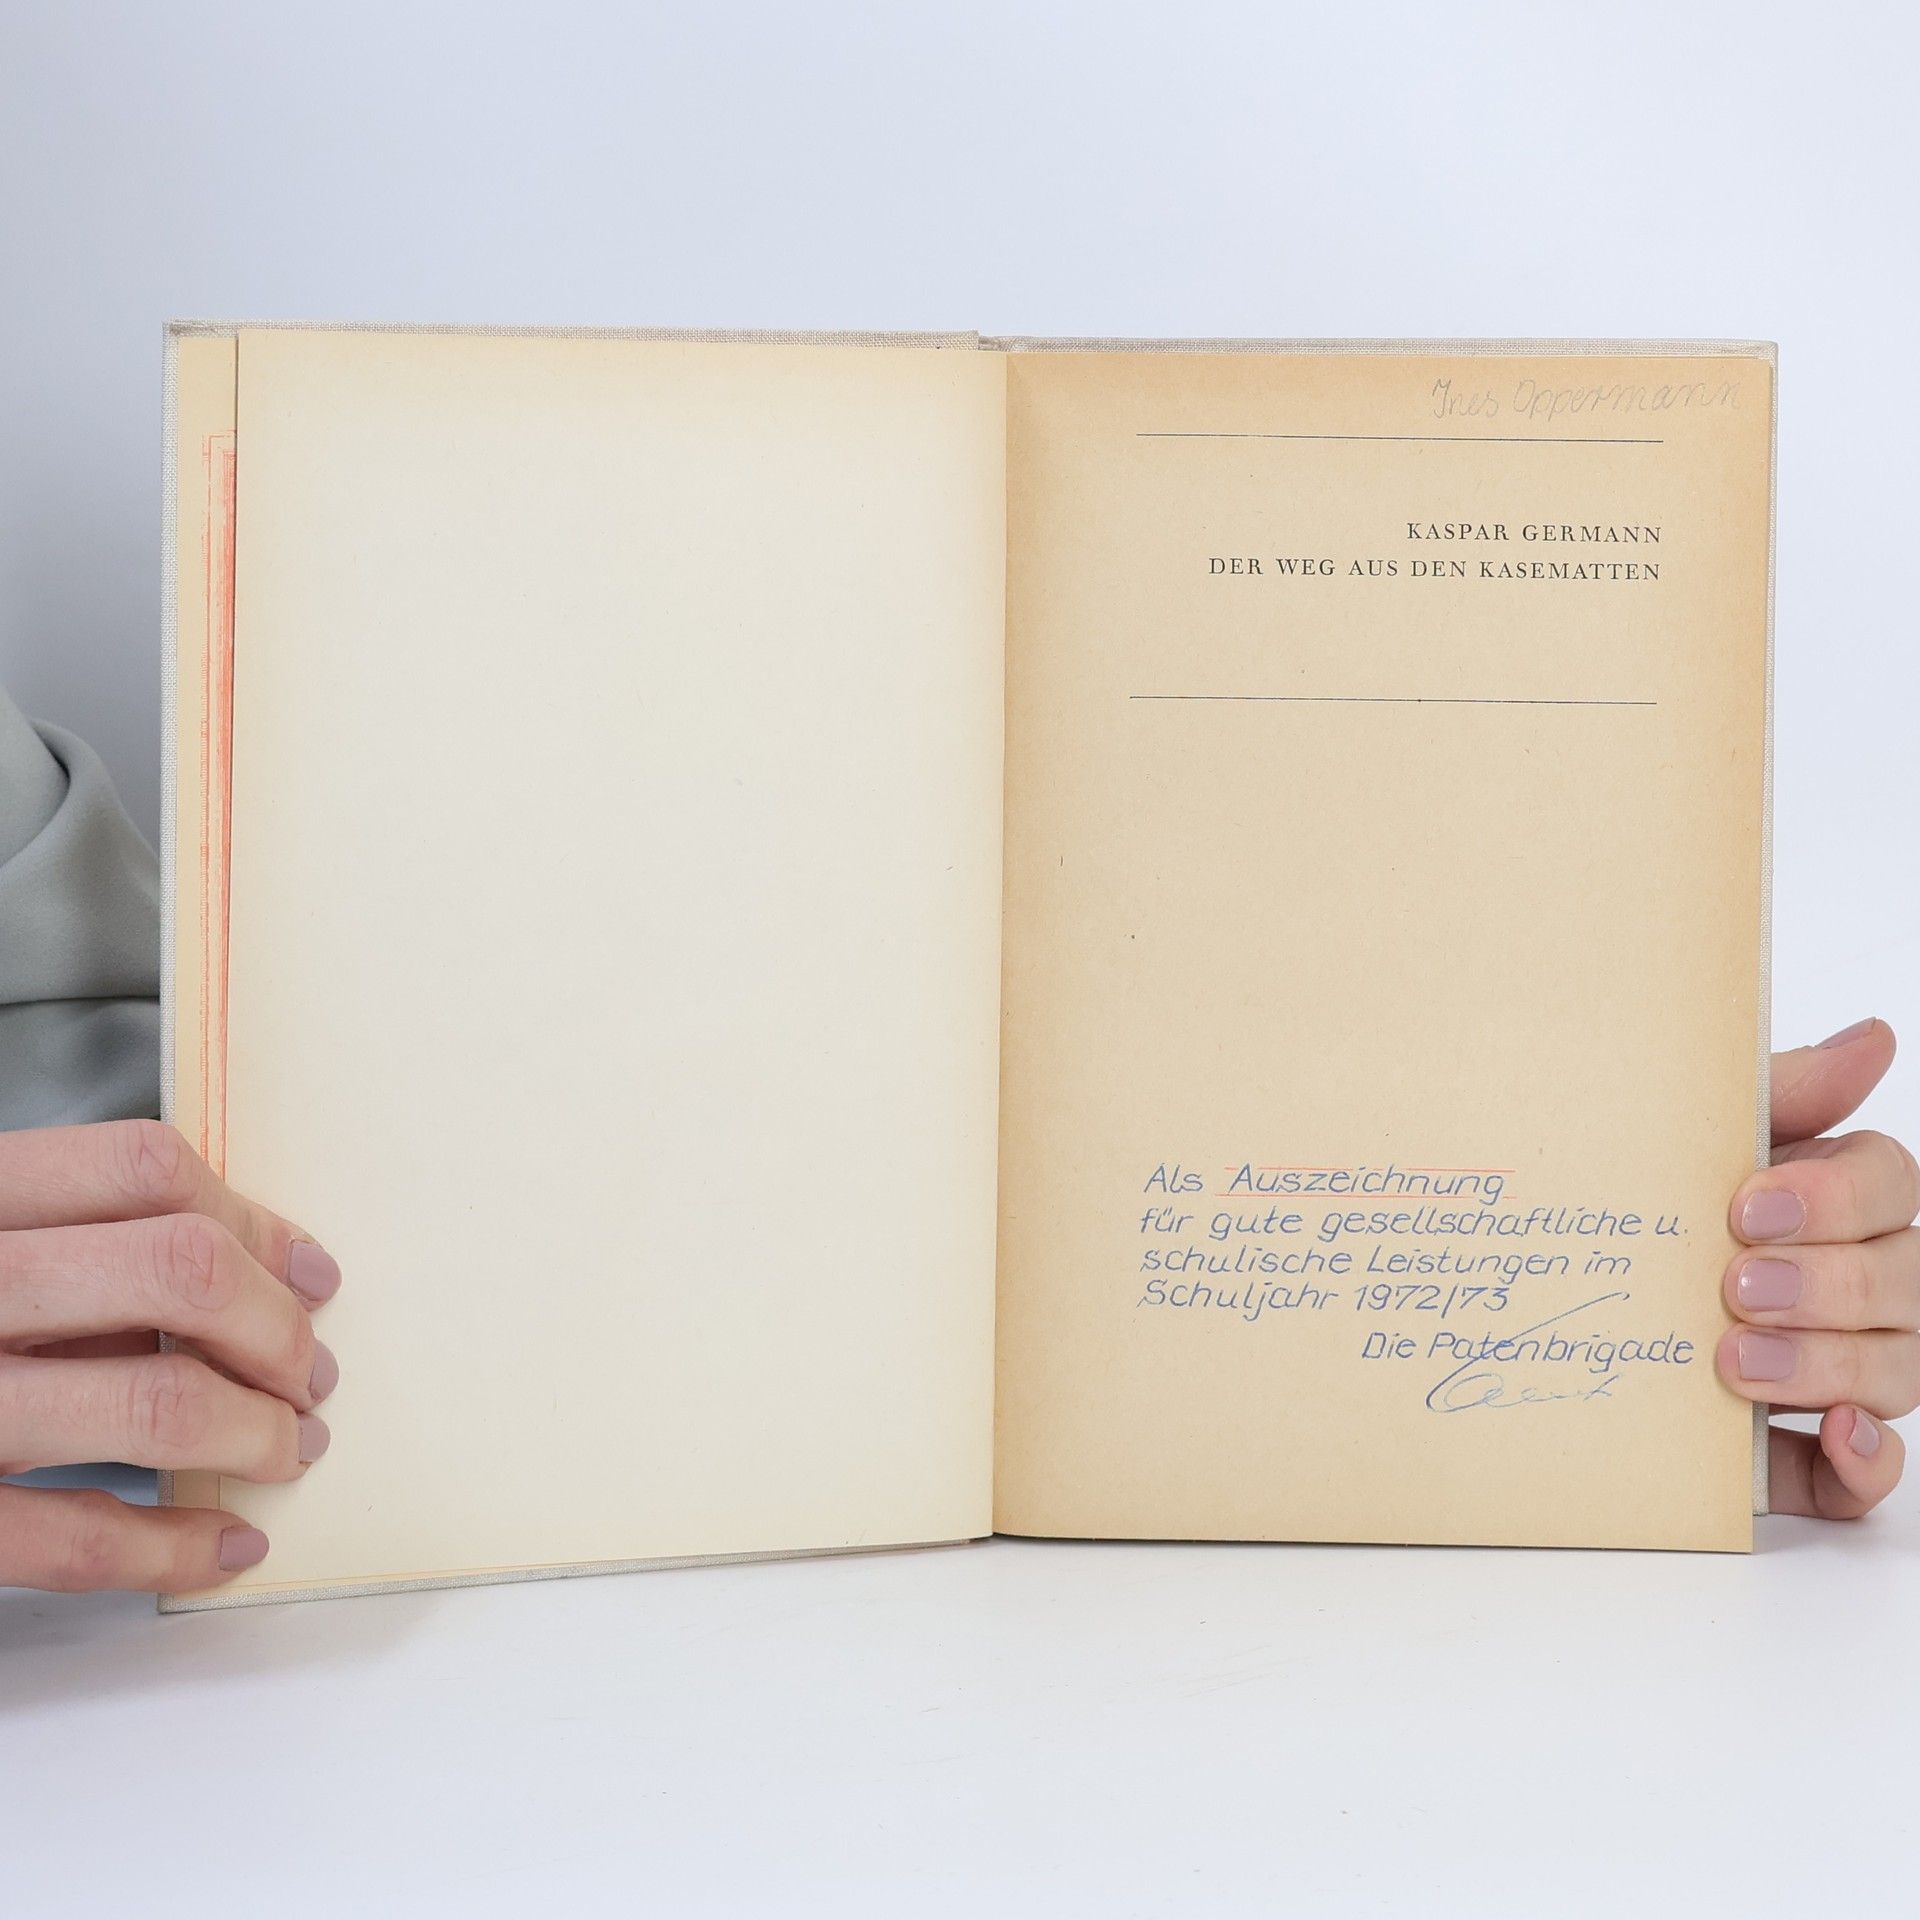 Ines Oppermann
KASPAR GERMANN
DER WEG AUS DEN KASEMATTEN
Als Auszeichnung
für gute gesellschaftliche u.
schulische Leistungen im
Schuljahr 1972/73
Die Patenbrigade